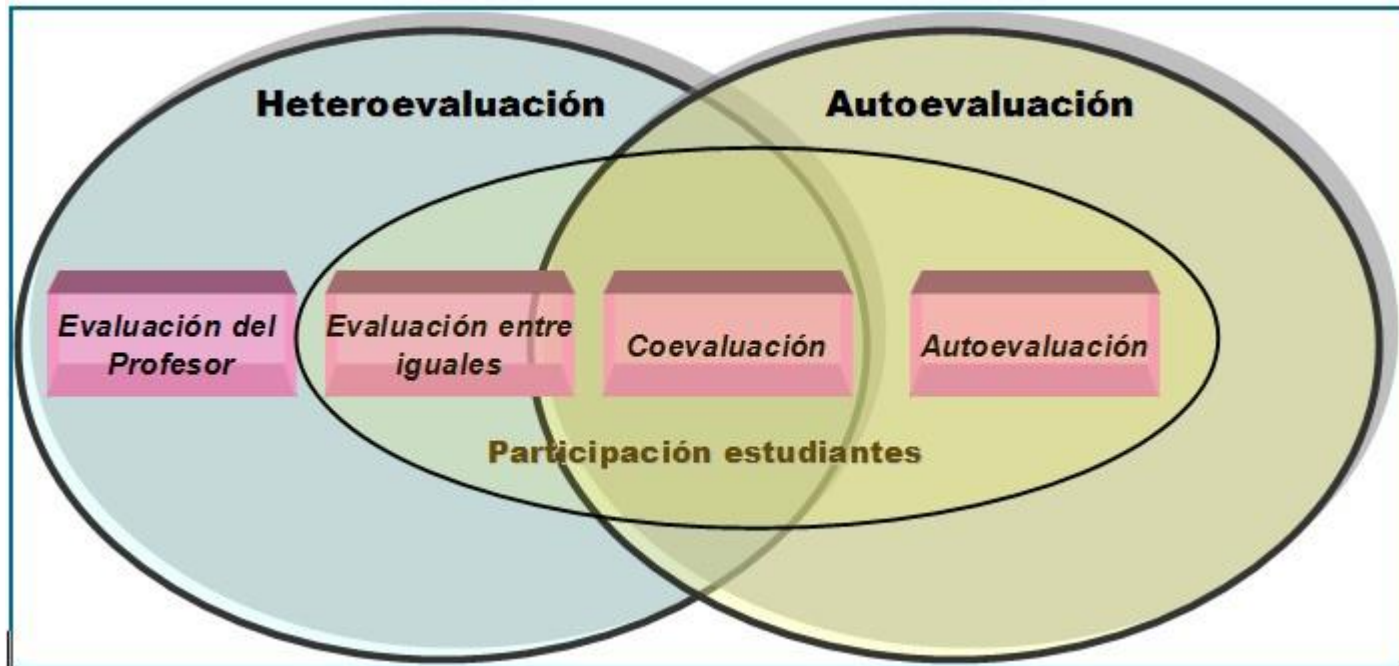 Heteroevaluación
Autoevaluación
Evaluación del
Profesor
Evaluación entre
iguales
Coevaluación
Autoevaluación
Participación estudiantes